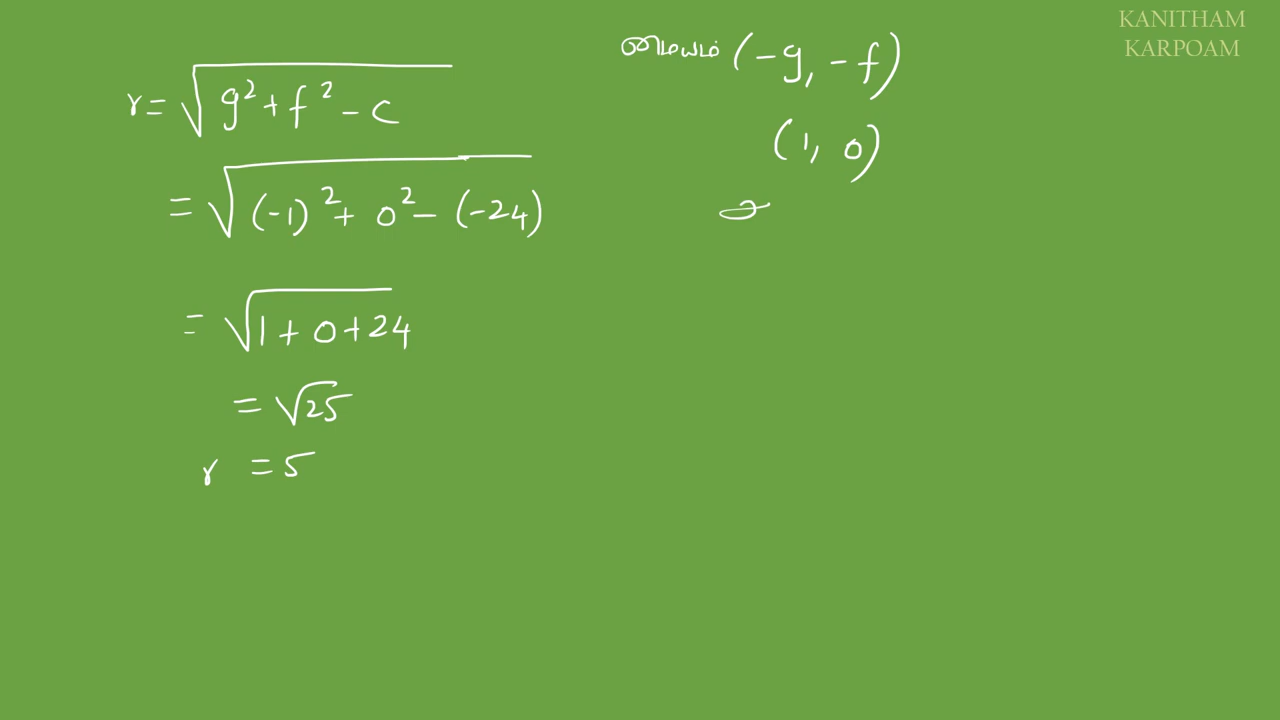 KANITHAM
KARPOAM
r = √(g² + f² - c)
= √((-1)² + 0² - (-24))
= √(1 + 0 + 24)
= √25
r = 5
மையம் (-g, -f)
(1, 0)